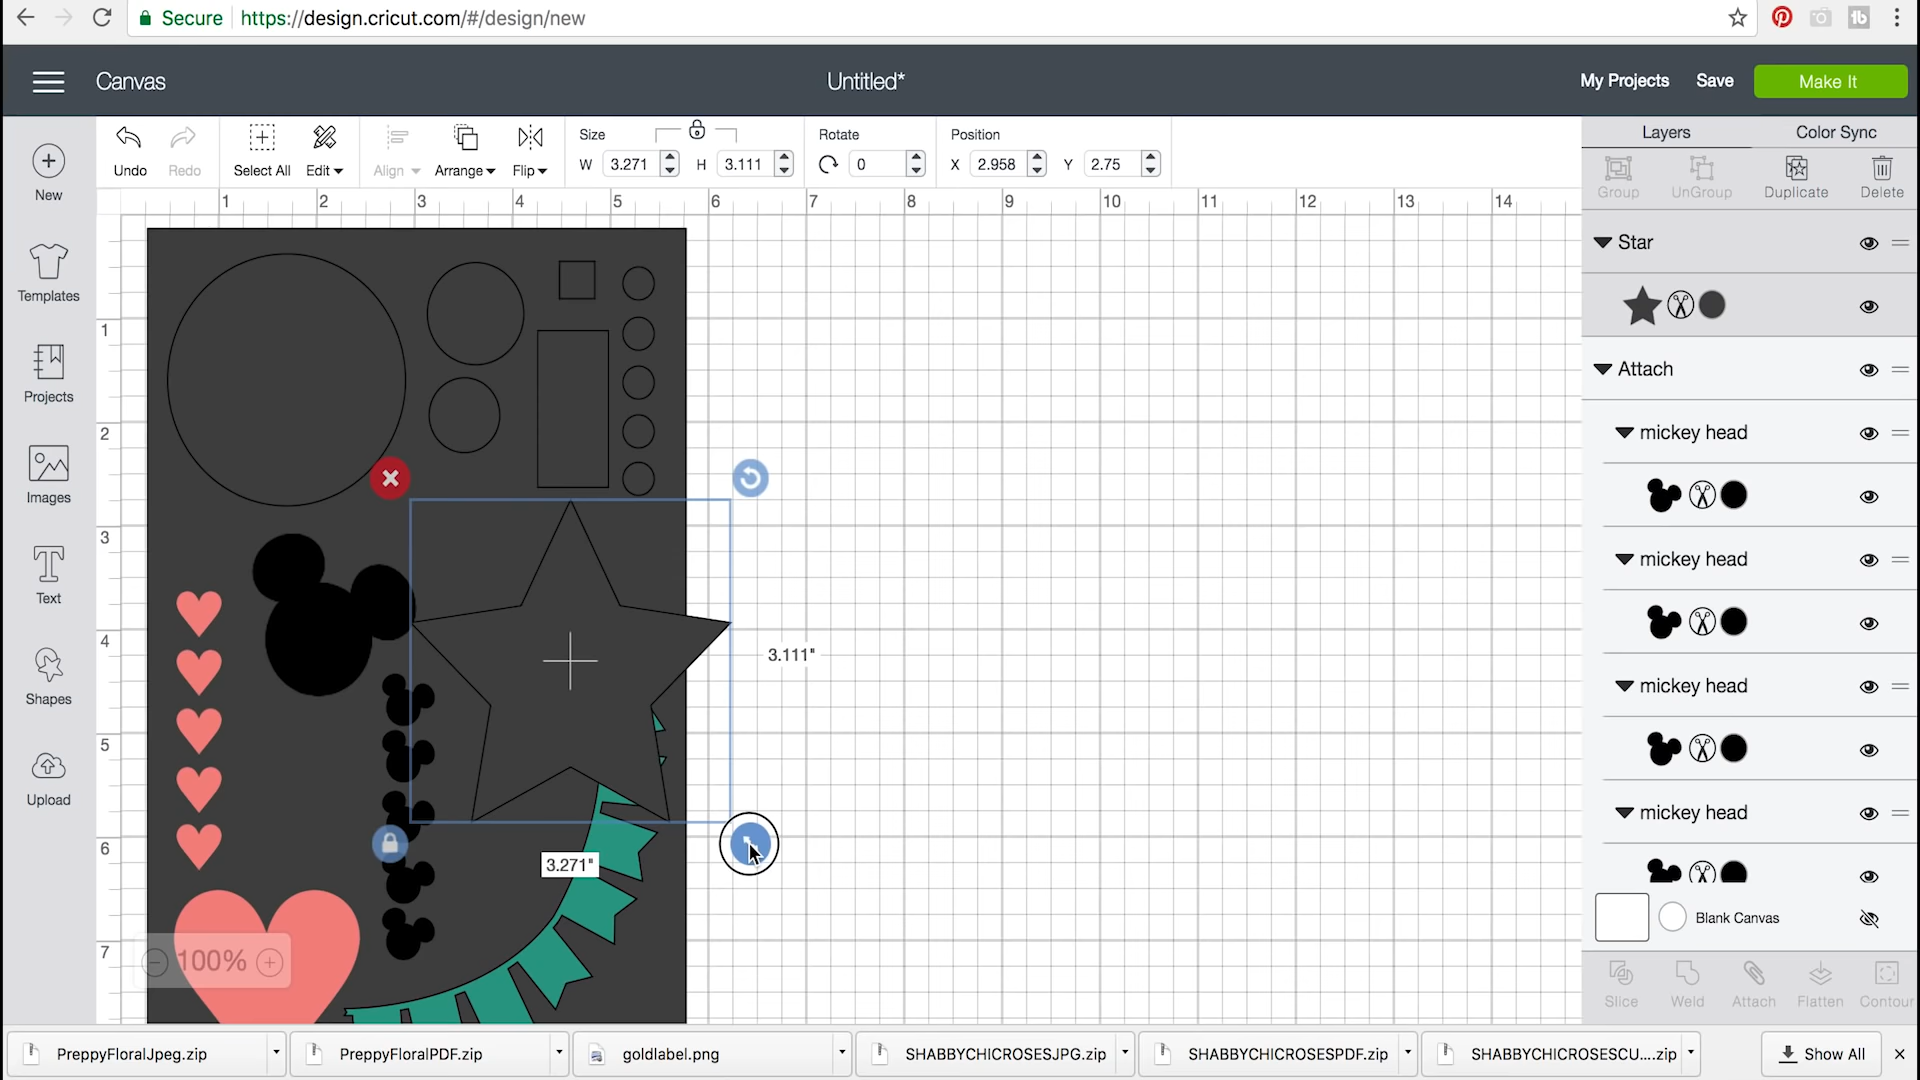 Secure https://design.cricut.com/#/design/new
Canvas Untitled* My Projects Save Make It
Undo Redo Select All Edit Align Arrange Flip
Size W 3.271 H 3.111
Rotate 0
Position X 2.958 Y 2.75
Layers Color Sync
Group UnGroup Duplicate Delete
New
Templates
Projects
Images
Text
Shapes
Upload
1 2 3 4 5 6 7 8 9 10 11 12 13 14
1
2
3
4
5
6
7
3.111"
3.271"
100%
Star
Attach
mickey head
mickey head
mickey head
mickey head
Blank Canvas
Slice Weld Attach Flatten Contour
PreppyFloralJpeg.zip PreppyFloralPDF.zip goldlabel.png SHABBYCHICROSESJPG.zip SHABBYCHICROSESPDF.zip SHABBYCHICROSESCU....zip Show All